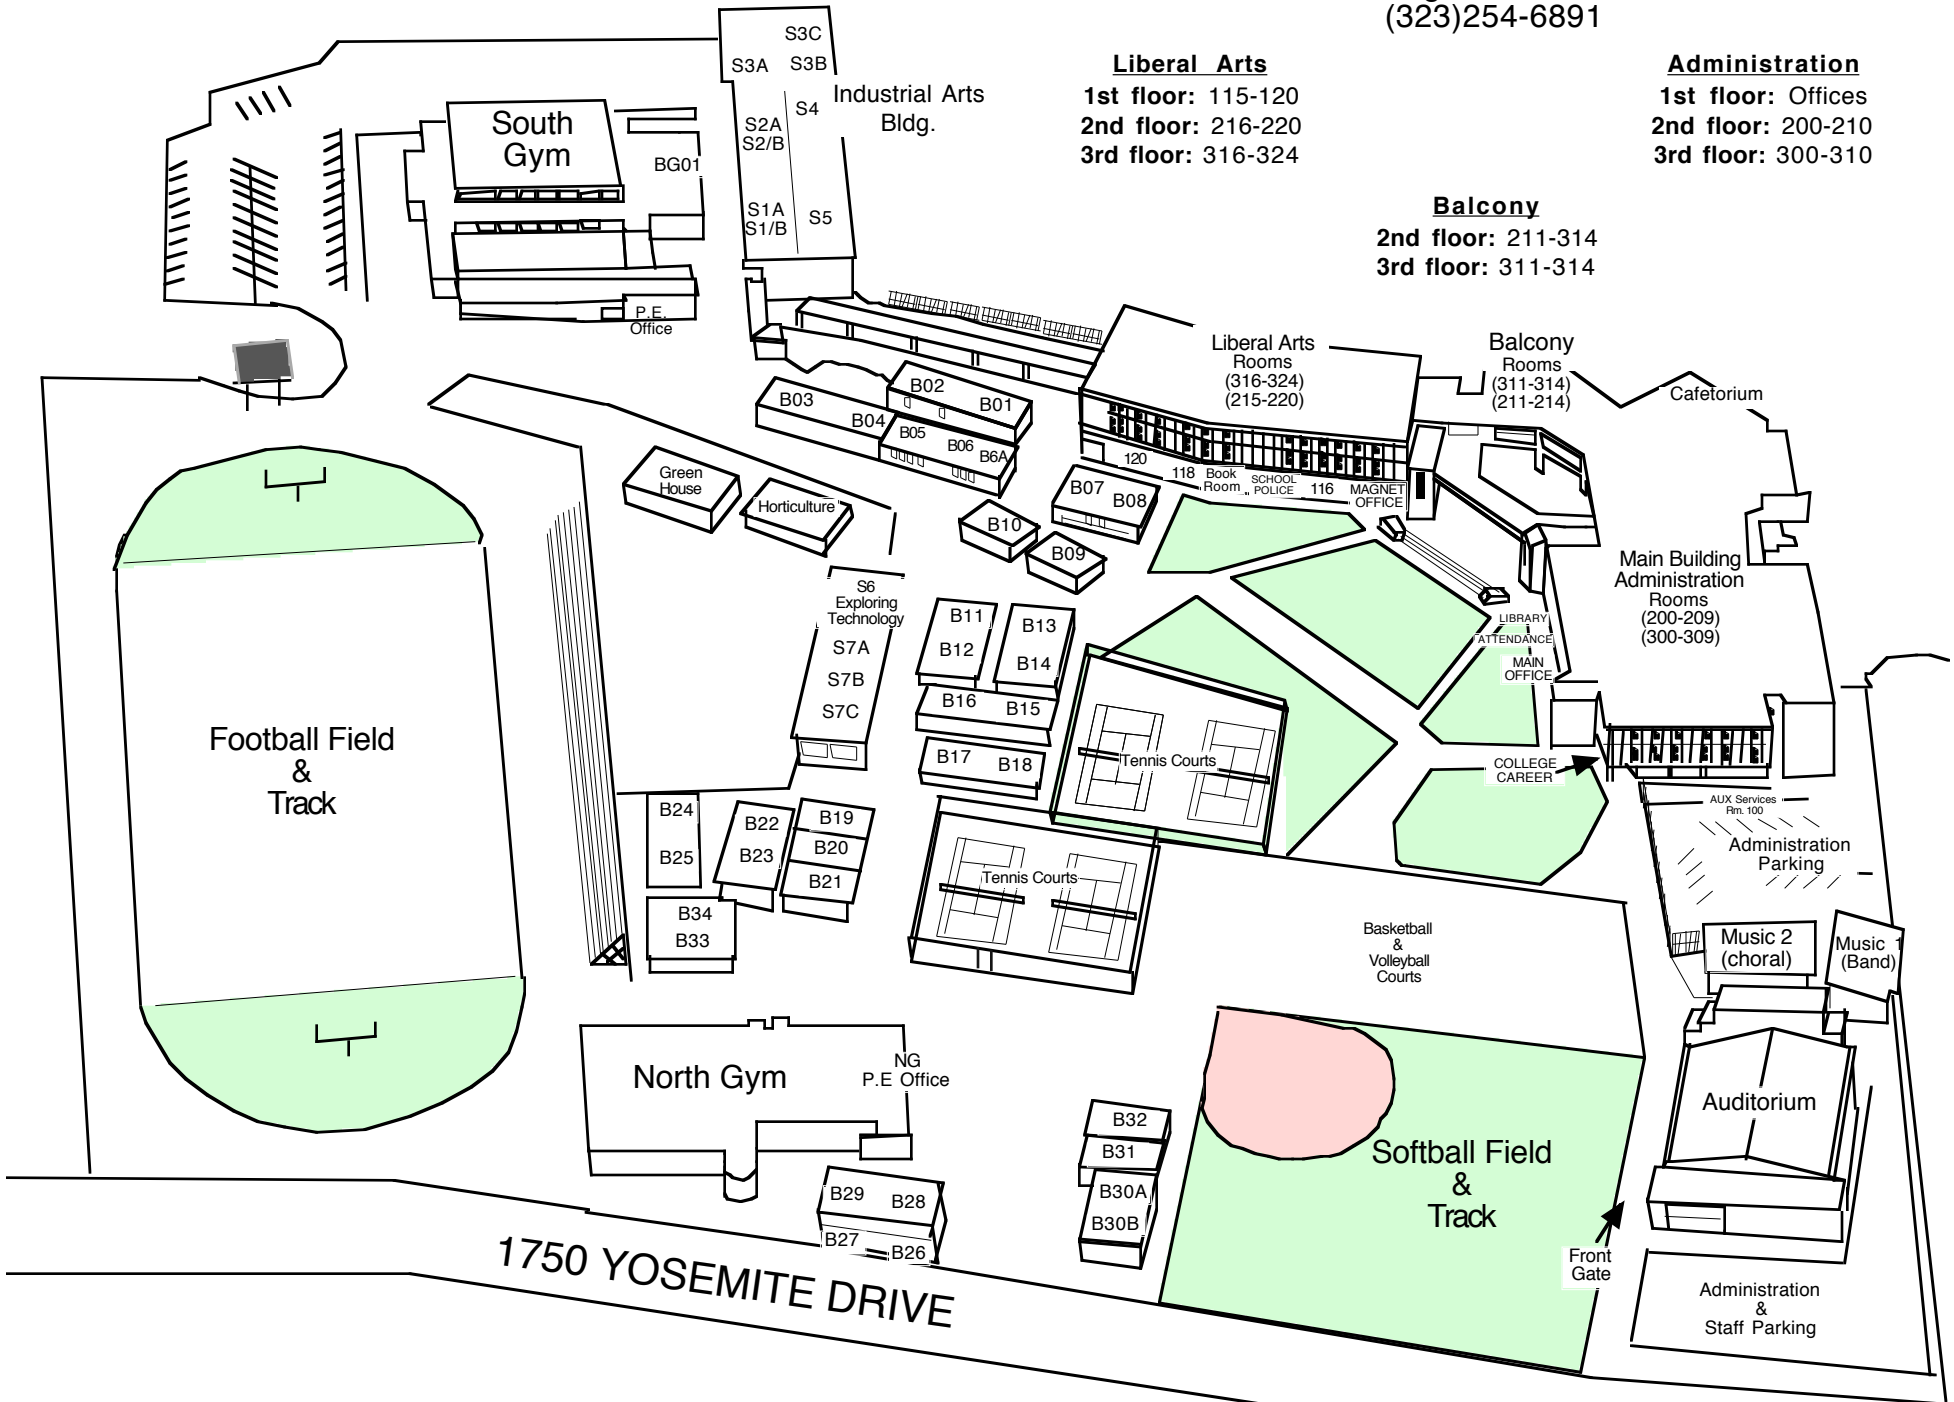 (323)254-6891
Liberal Arts
1st floor: 115-120
2nd floor: 216-220
3rd floor: 316-324
Administration
1st floor: Offices
2nd floor: 200-210
3rd floor: 300-310
Balcony
2nd floor: 211-314
3rd floor: 311-314
S3C
S3A
S3B
S4
S2A
S2/B
S1A
S1/B
S5
Industrial Arts
Bldg.
South
Gym
BG01
P.E.
Office
Liberal Arts
Rooms
(316-324)
(215-220)
Balcony
Rooms
(311-314)
(211-214)
Cafetorium
B02
B01
B03
B04
B05
B06
B6A
120
118
Book
Room
SCHOOL
POLICE
116
MAGNET
OFFICE
Green
House
Horticulture
B07
B08
B10
B09
Main Building
Administration
Rooms
(200-209)
(300-309)
S6
Exploring
Technology
S7A
S7B
S7C
B11
B12
B13
B14
B16
B15
B17
B18
LIBRARY
ATTENDANCE
MAIN
OFFICE
Tennis Courts
COLLEGE
CAREER
AUX Services
Rm. 100
Administration
Parking
Football Field
&
Track
B24
B25
B22
B23
B19
B20
B21
B34
B33
Tennis Courts
Basketball
&
Volleyball
Courts
Music 2
(choral)
Music 1
(Band)
North Gym
NG
P.E Office
Auditorium
B32
B31
B30A
B30B
Softball Field
&
Track
B29
B28
B27
B26
Front
Gate
1750 YOSEMITE DRIVE
Administration
&
Staff Parking